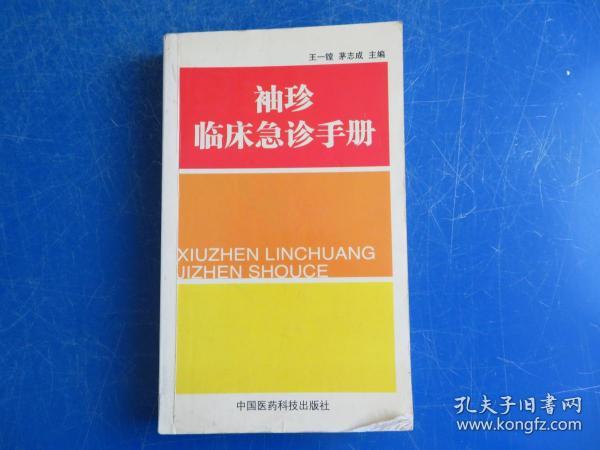 王一镗 茅志成 主编
袖珍
临床急诊手册
XIUZHEN LINCHUANG
JIZHEN SHOUCE
中国医药科技出版社
孔夫子旧书网
www.kongfz.com